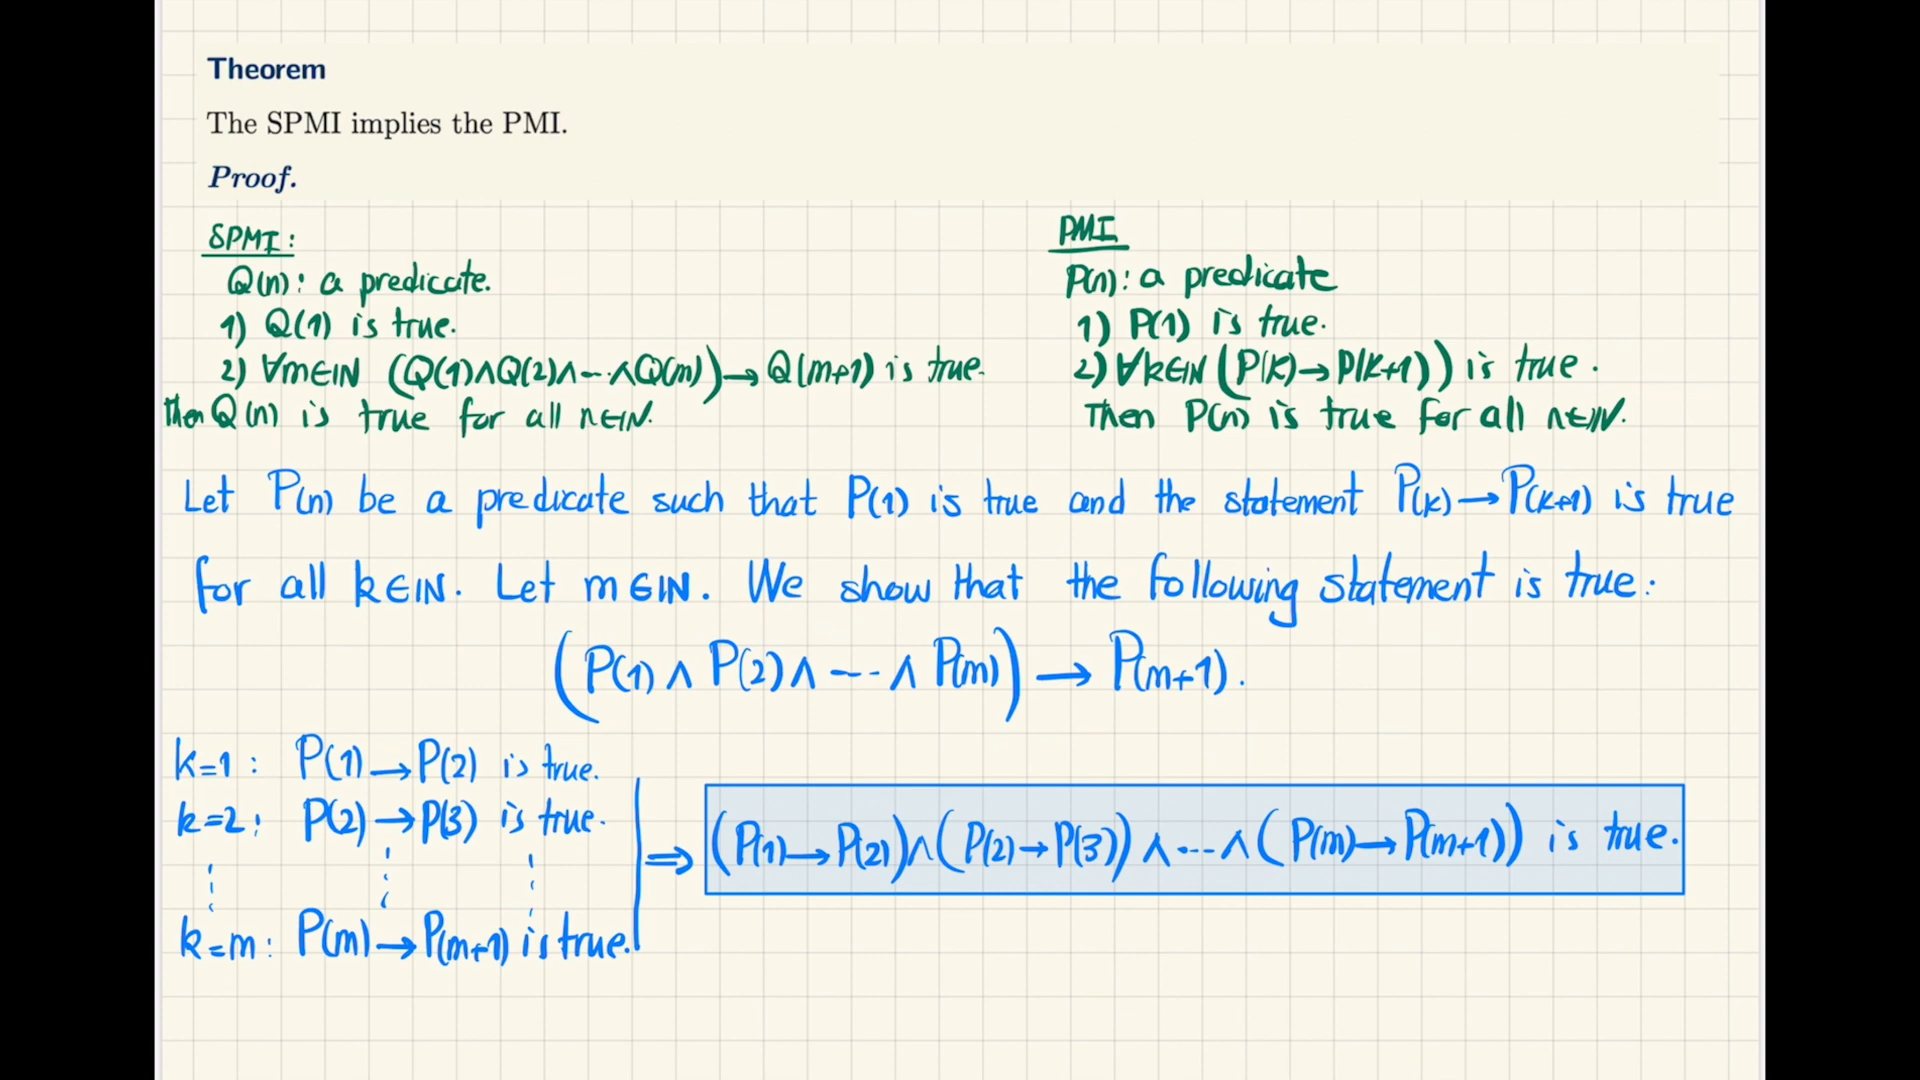 Theorem
The SPMI implies the PMI.
Proof.
SPMI:
Q(n): a predicate.
1) Q(1) is true.
2) ∀m∈ℕ (Q(1)∧Q(2)∧---∧Q(m))→Q(m+1) is true.
Then Q(n) is true for all n∈ℕ.
PMI
P(n): a predicate
1) P(1) is true.
2) ∀k∈ℕ (P(k)→P(k+1)) is true.
Then P(n) is true for all n∈ℕ.
Let P(n) be a predicate such that P(1) is true and the statement P(k)→P(k+1) is true
for all k∈ℕ. Let m∈ℕ. We show that the following statement is true:
(P(1)∧P(2)∧---∧P(m))→P(m+1).
k=1: P(1)→P(2) is true.
k=2: P(2)→P(3) is true.
k=m: P(m)→P(m+1) is true.
⇒ (P(1)→P(2))∧(P(2)→P(3))∧---∧(P(m)→P(m+1)) is true.